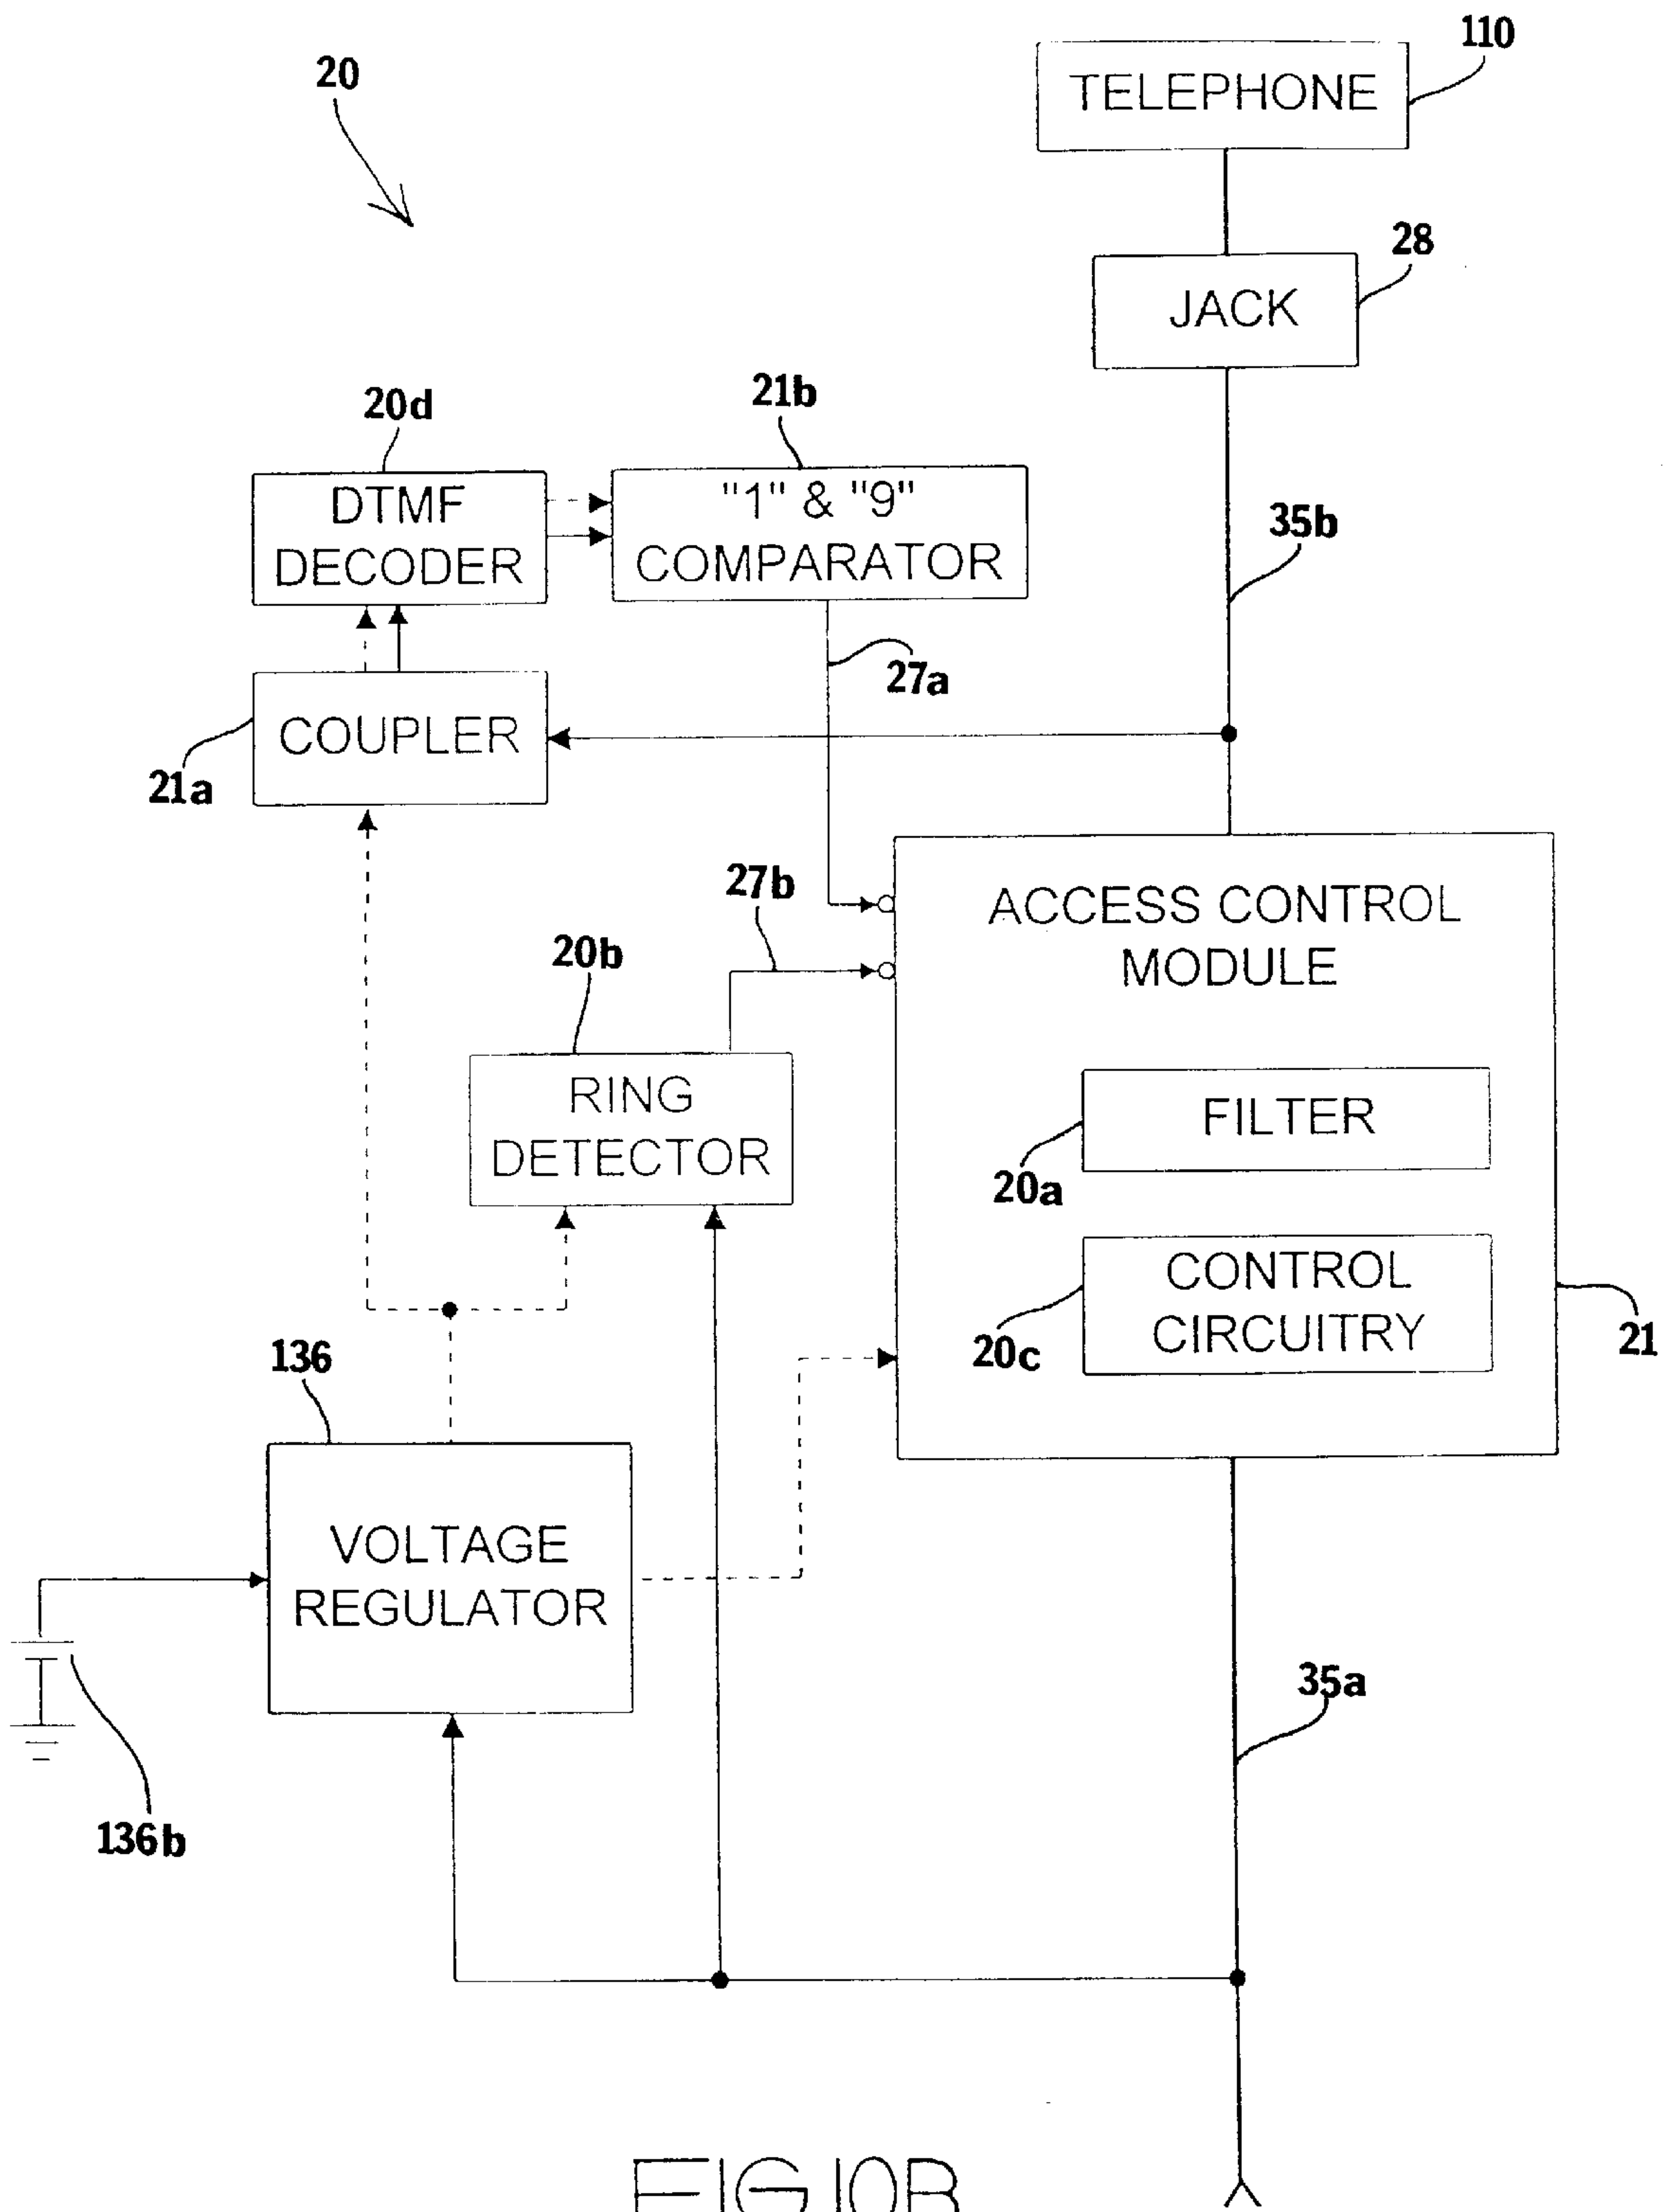 110
20
TELEPHONE
28
JACK
21b
20d
"1" & "9"
COMPARATOR
DTMF
DECODER
35b
27a
COUPLER
21a
27b
ACCESS CONTROL
MODULE
20b
RING
DETECTOR
FILTER
20a
CONTROL
CIRCUITRY
20c
21
136
VOLTAGE
REGULATOR
35a
136b
FIG 10B